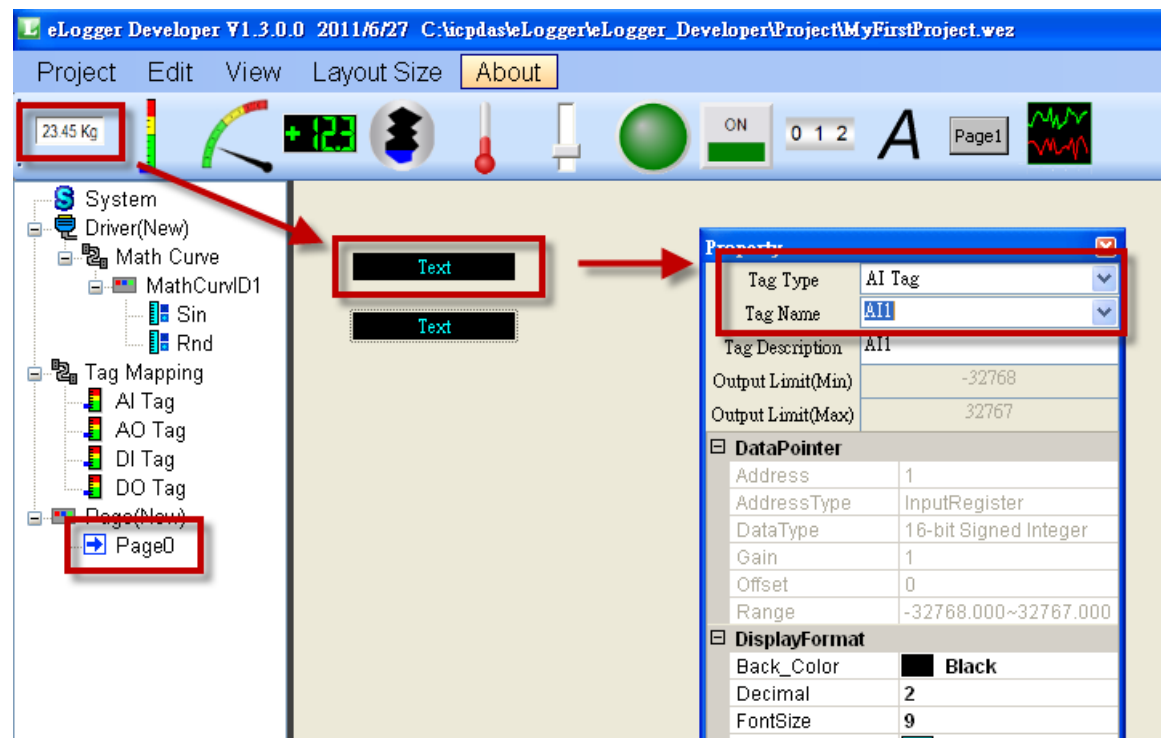 eLogger Developer V1.3.0.0 2011/6/27 C:\icpdas\eLogger\eLogger_Developer\Project\MyFirstProject.wez
Project Edit View Layout Size About
23.45 Kg
+12.3
ON
0 1 2
A
Page1
System
Driver(New)
Math Curve
MathCurvID1
Sin
Rnd
Tag Mapping
AI Tag
AO Tag
DI Tag
DO Tag
Page(New)
Page0
Text
Text
Property
Tag Type AI Tag
Tag Name AI1
Tag Description AI1
Output Limit(Min) -32768
Output Limit(Max) 32767
DataPointer
Address 1
AddressType InputRegister
DataType 16-bit Signed Integer
Gain 1
Offset 0
Range -32768.000~32767.000
DisplayFormat
Back_Color Black
Decimal 2
FontSize 9